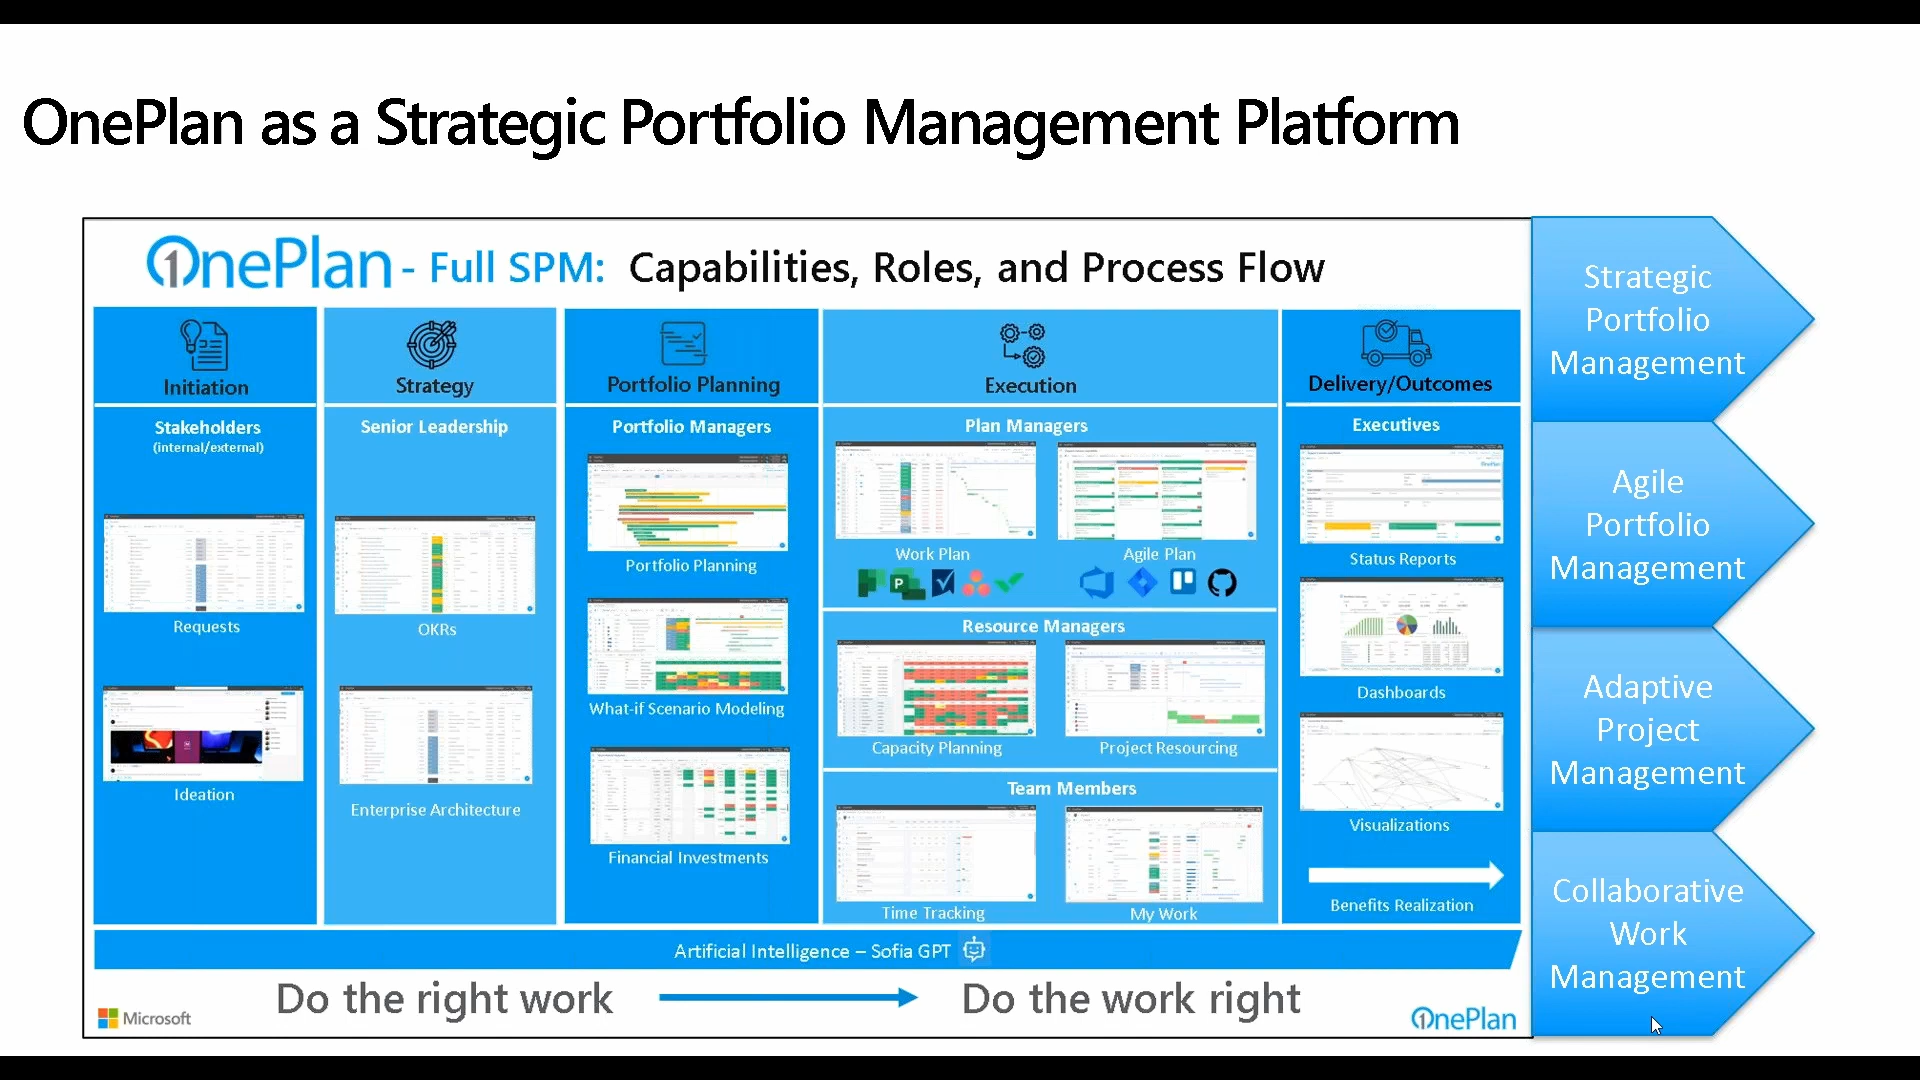 OnePlan as a Strategic Portfolio Management Platform
OnePlan - Full SPM: Capabilities, Roles, and Process Flow
Initiation
Stakeholders
(internal/external)
Requests
Ideation
Strategy
Senior Leadership
OKRs
Enterprise Architecture
Portfolio Planning
Portfolio Managers
Portfolio Planning
What-if Scenario Modeling
Financial Investments
Execution
Plan Managers
Work Plan
Agile Plan
Resource Managers
Capacity Planning
Project Resourcing
Team Members
Time Tracking
My Work
Delivery/Outcomes
Executives
Status Reports
Dashboards
Visualizations
Benefits Realization
Artificial Intelligence – Sofia GPT
Do the right work
Do the work right
Microsoft
OnePlan
Strategic
Portfolio
Management
Agile
Portfolio
Management
Adaptive
Project
Management
Collaborative
Work
Management